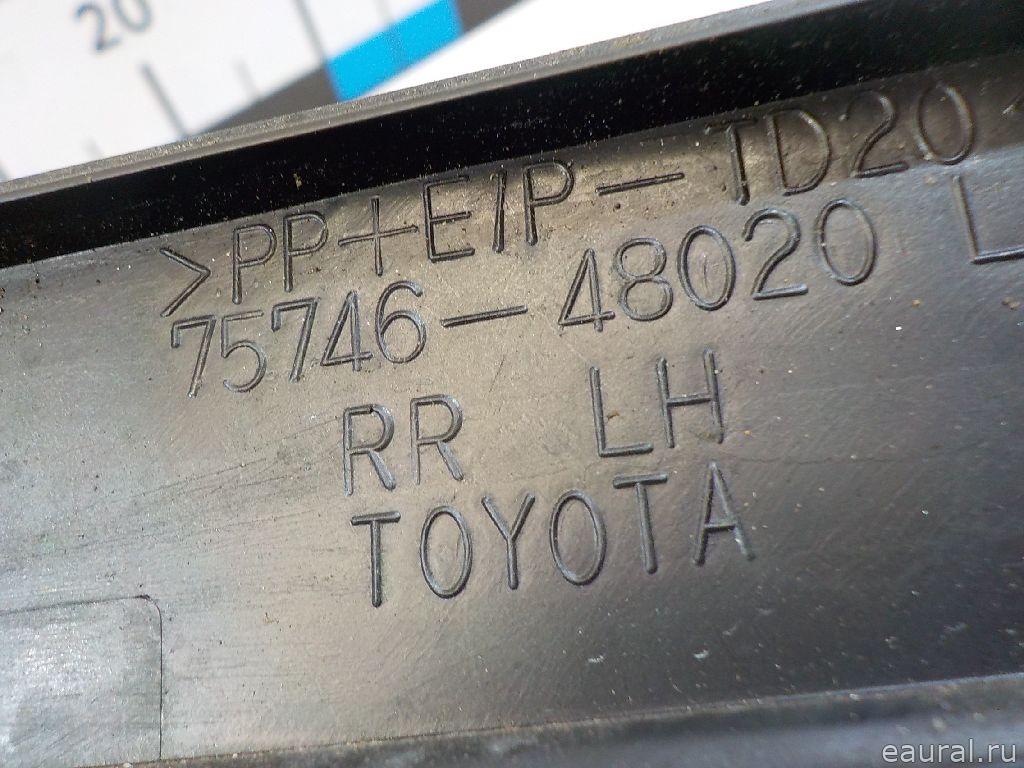 20
>PP+E/P-TD20
75746-48020 L
RR LH
TOYOTA
eaural.ru